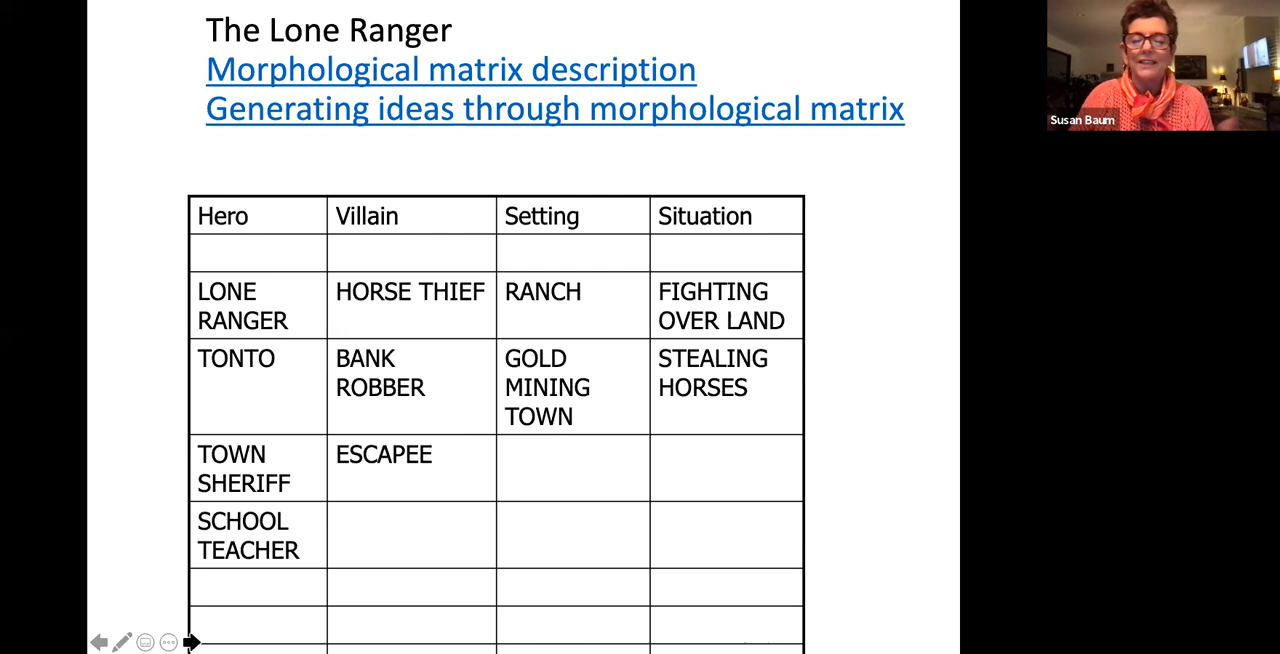 The Lone Ranger
Morphological matrix description
Generating ideas through morphological matrix
Susan Baum
Hero Villain Setting Situation
LONE HORSE THIEF RANCH FIGHTING
RANGER OVER LAND
TONTO BANK GOLD STEALING
ROBBER MINING HORSES
TOWN
TOWN ESCAPEE
SHERIFF
SCHOOL
TEACHER